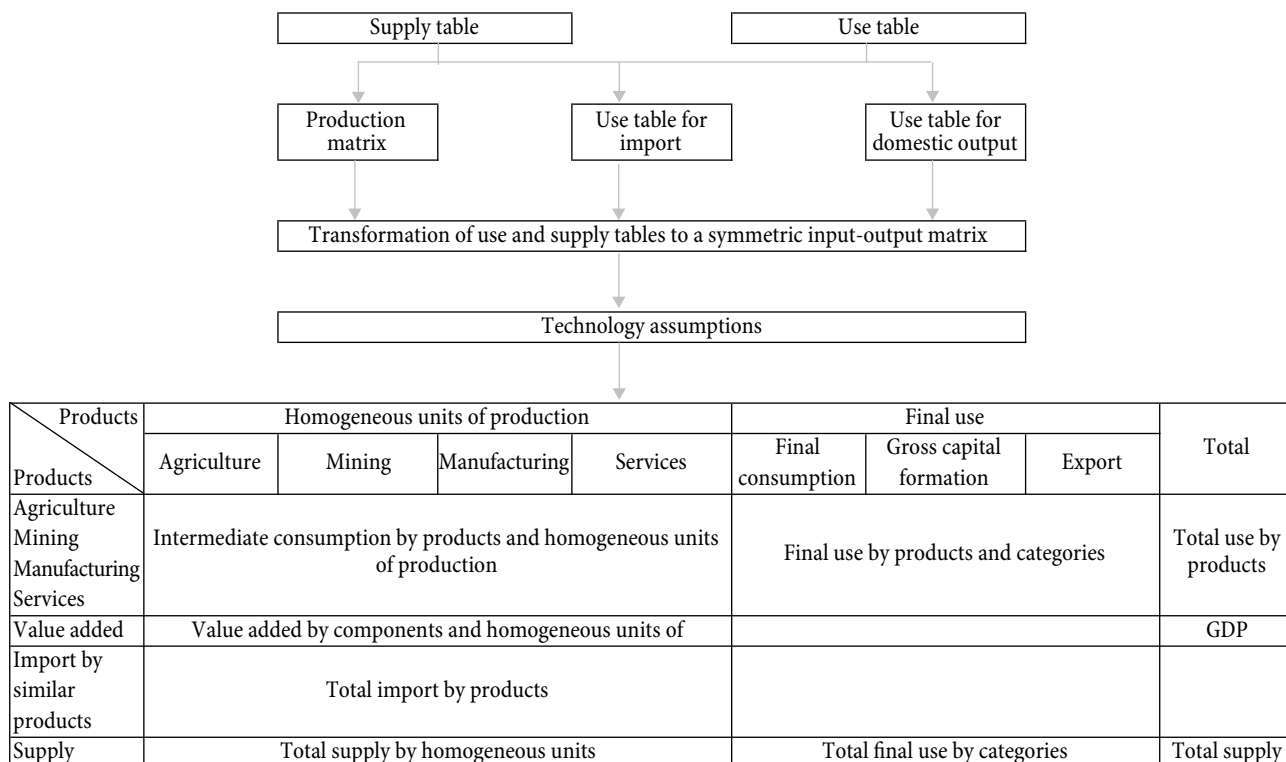 Supply table
Use table
Production
matrix
Use table for
import
Use table for
domestic output
Transformation of use and supply tables to a symmetric input-output matrix
Technology assumptions
Products
Products
Homogeneous units of production
Final use
Total
Agriculture
Mining
Manufacturing
Services
Final
consumption
Gross capital
formation
Export
Agriculture
Mining
Manufacturing
Services
Intermediate consumption by products and homogeneous units
of production
Final use by products and categories
Total use by
products
Value added
Value added by components and homogeneous units of
GDP
Import by
similar
products
Total import by products
Supply
Total supply by homogeneous units
Total final use by categories
Total supply